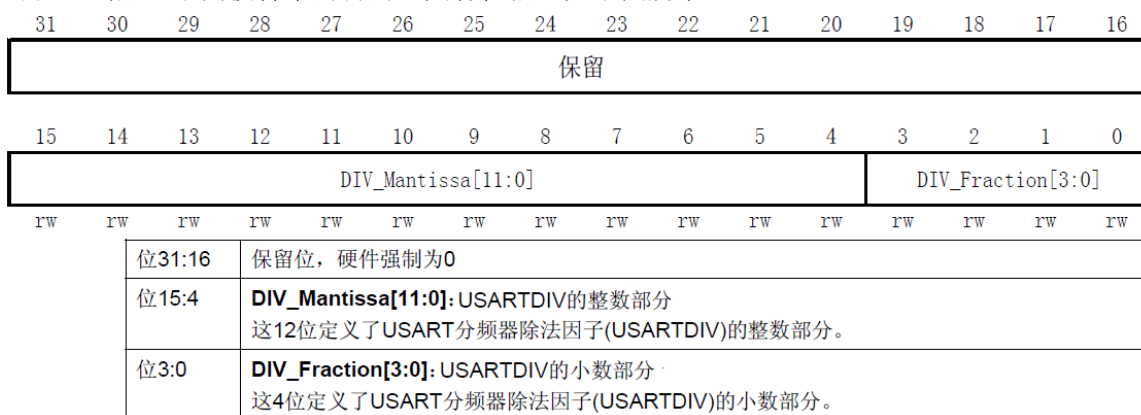 31 30 29 28 27 26 25 24 23 22 21 20 19 18 17 16
保留
15 14 13 12 11 10 9 8 7 6 5 4 3 2 1 0
DIV_Mantissa[11:0] DIV_Fraction[3:0]
rw rw rw rw rw rw rw rw rw rw rw rw rw rw rw rw
位31:16 保留位，硬件强制为0
位15:4 DIV_Mantissa[11:0]：USARTDIV的整数部分
这12位定义了USART分频器除法因子(USARTDIV)的整数部分。
位3:0 DIV_Fraction[3:0]：USARTDIV的小数部分
这4位定义了USART分频器除法因子(USARTDIV)的小数部分。